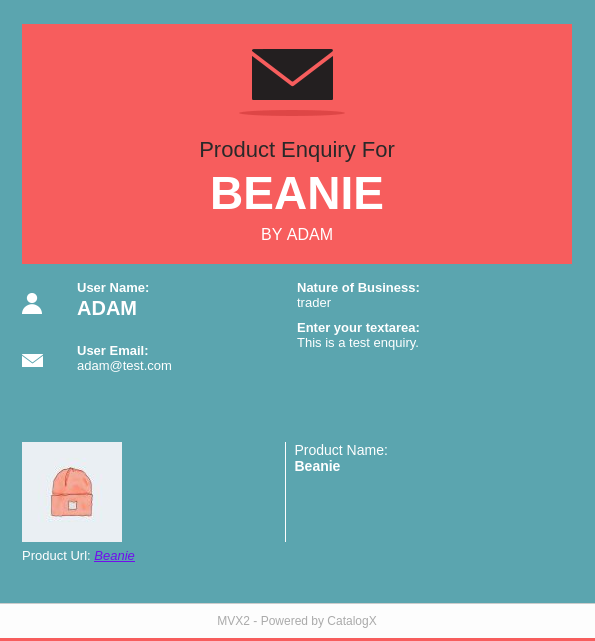 Product Enquiry For
BEANIE
BY ADAM
User Name:
ADAM
User Email:
adam@test.com
Nature of Business:
trader
Enter your textarea:
This is a test enquiry.
Product Name:
Beanie
Product Url: Beanie
MVX2 - Powered by CatalogX